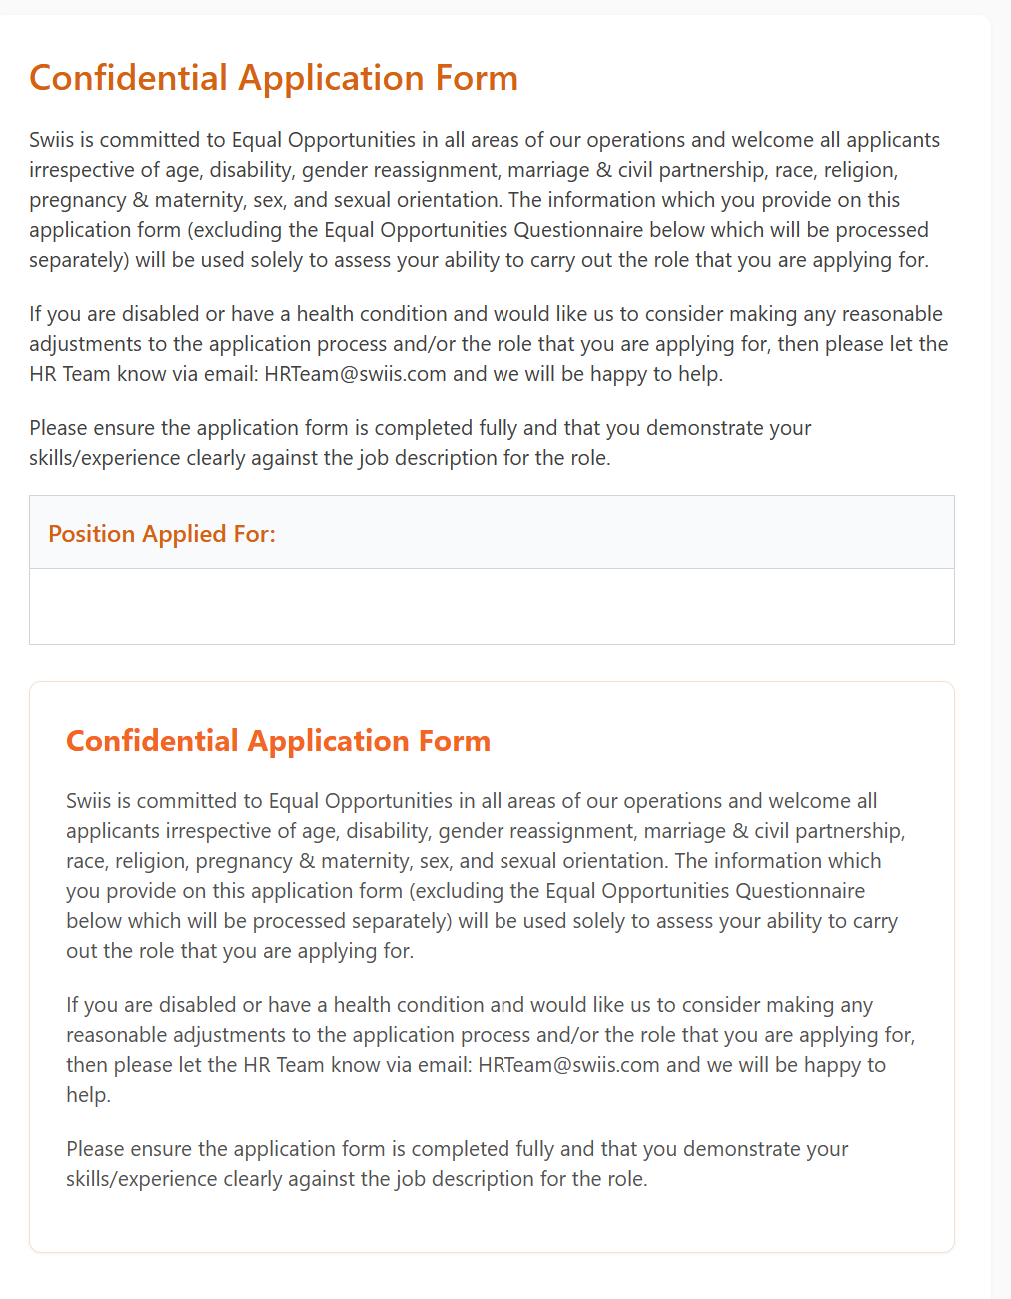 Confidential Application Form
Swiis is committed to Equal Opportunities in all areas of our operations and welcome all applicants
irrespective of age, disability, gender reassignment, marriage & civil partnership, race, religion,
pregnancy & maternity, sex, and sexual orientation. The information which you provide on this
application form (excluding the Equal Opportunities Questionnaire below which will be processed
separately) will be used solely to assess your ability to carry out the role that you are applying for.
If you are disabled or have a health condition and would like us to consider making any reasonable
adjustments to the application process and/or the role that you are applying for, then please let the
HR Team know via email: HRTeam@swiis.com and we will be happy to help.
Please ensure the application form is completed fully and that you demonstrate your
skills/experience clearly against the job description for the role.
Position Applied For:
Confidential Application Form
Swiis is committed to Equal Opportunities in all areas of our operations and welcome all
applicants irrespective of age, disability, gender reassignment, marriage & civil partnership,
race, religion, pregnancy & maternity, sex, and sexual orientation. The information which
you provide on this application form (excluding the Equal Opportunities Questionnaire
below which will be processed separately) will be used solely to assess your ability to carry
out the role that you are applying for.
If you are disabled or have a health condition and would like us to consider making any
reasonable adjustments to the application process and/or the role that you are applying for,
then please let the HR Team know via email: HRTeam@swiis.com and we will be happy to
help.
Please ensure the application form is completed fully and that you demonstrate your
skills/experience clearly against the job description for the role.